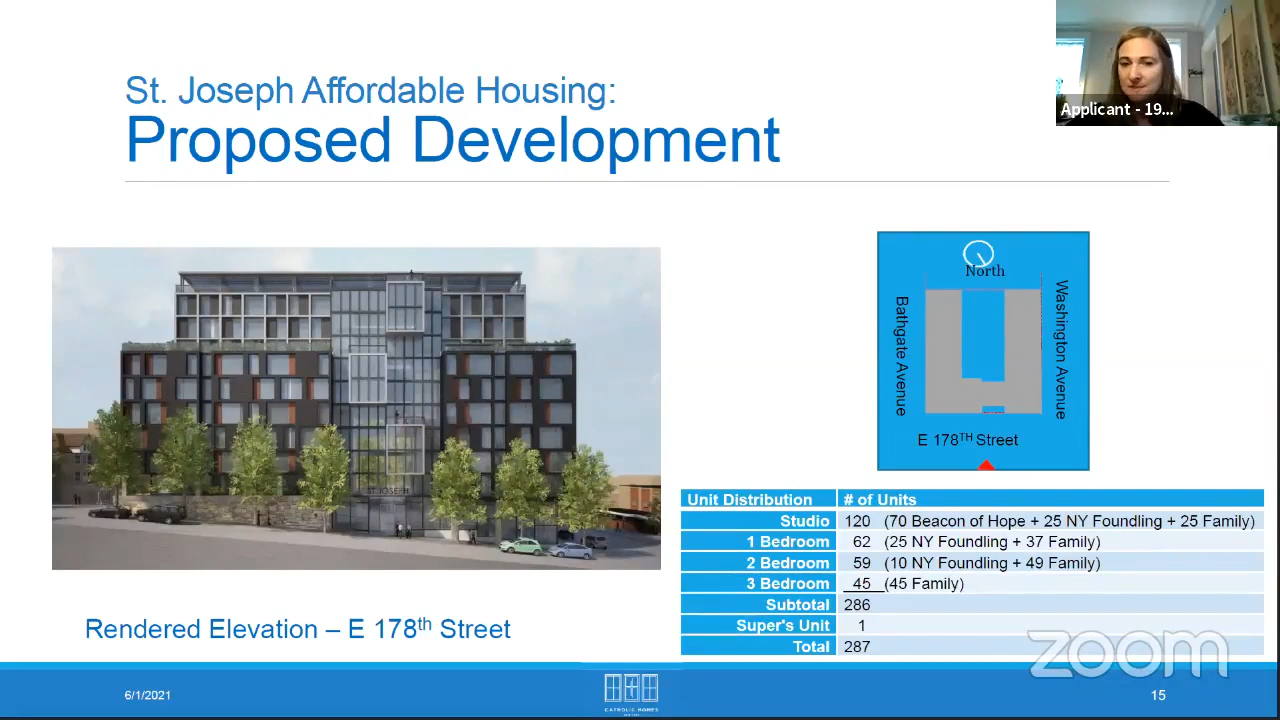 St. Joseph Affordable Housing:
Proposed Development
Applicant - 19...
North
Bathgate Avenue
Washington Avenue
E 178TH Street
ST. JOSEPH
Rendered Elevation – E 178th Street
Unit Distribution # of Units
Studio 120 (70 Beacon of Hope + 25 NY Foundling + 25 Family)
1 Bedroom 62 (25 NY Foundling + 37 Family)
2 Bedroom 59 (10 NY Foundling + 49 Family)
3 Bedroom 45 (45 Family)
Subtotal 286
Super's Unit 1
Total 287
zoom
6/1/2021
CATHOLIC HOMES
15